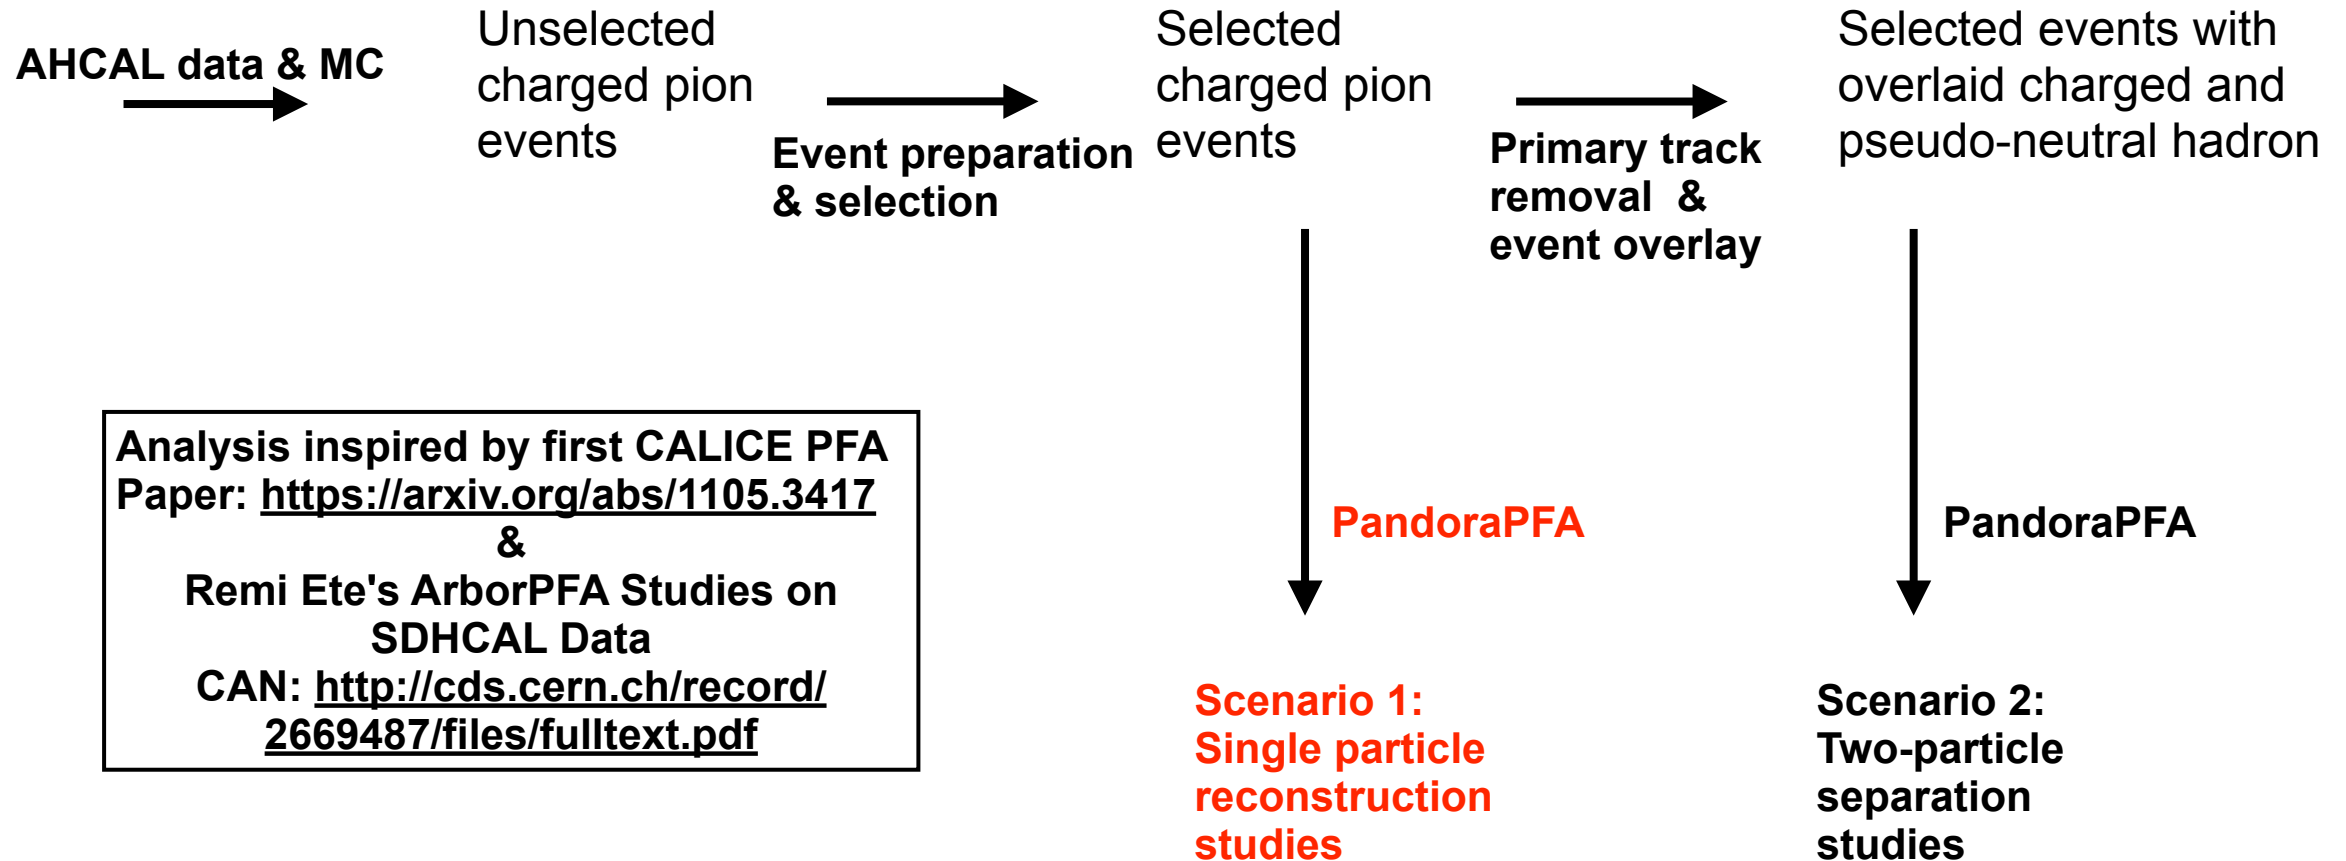 AHCAL data & MC
Unselected
charged pion
events
Event preparation
& selection
Selected
charged pion
events
Primary track
removal &
event overlay
Selected events with
overlaid charged and
pseudo-neutral hadron
Analysis inspired by first CALICE PFA
Paper: https://arxiv.org/abs/1105.3417
&
Remi Ete's ArborPFA Studies on
SDHCAL Data
CAN: http://cds.cern.ch/record/
2669487/files/fulltext.pdf
PandoraPFA
PandoraPFA
Scenario 1:
Single particle
reconstruction
studies
Scenario 2:
Two-particle
separation
studies